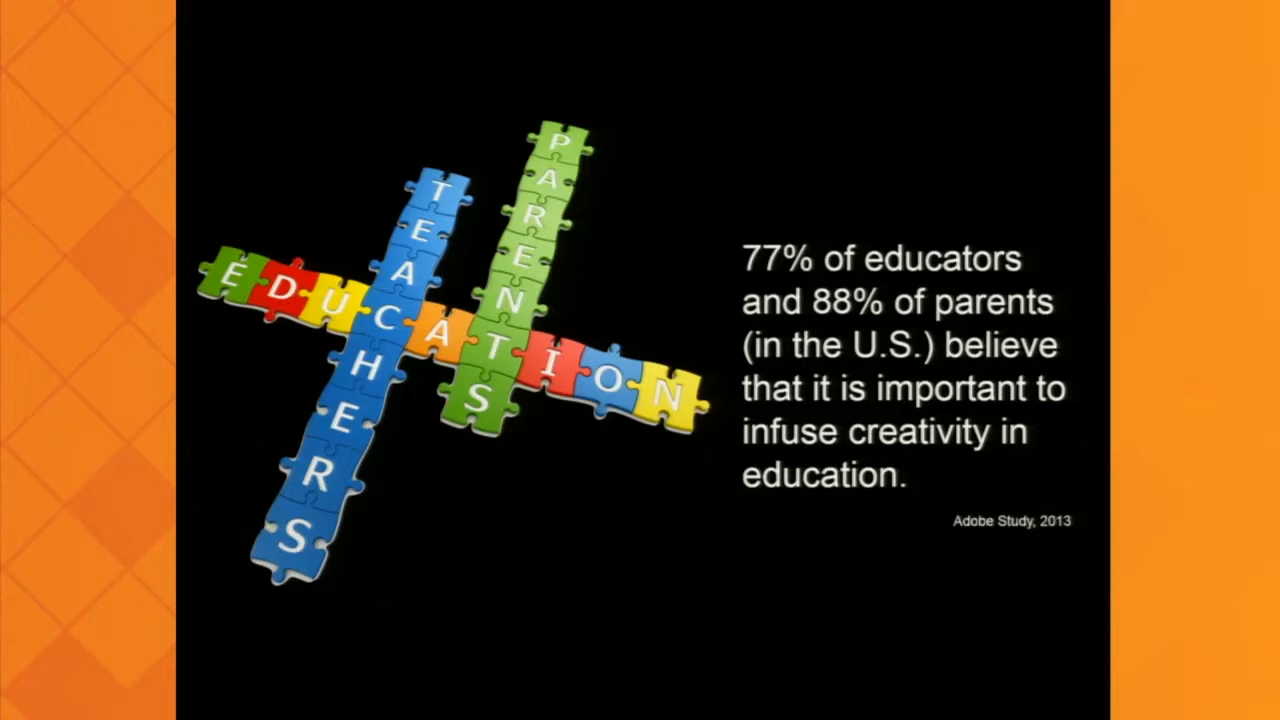 PARENTS
TEACHERS
EDUCATION
77% of educators
and 88% of parents
(in the U.S.) believe
that it is important to
infuse creativity in
education.
Adobe Study, 2013